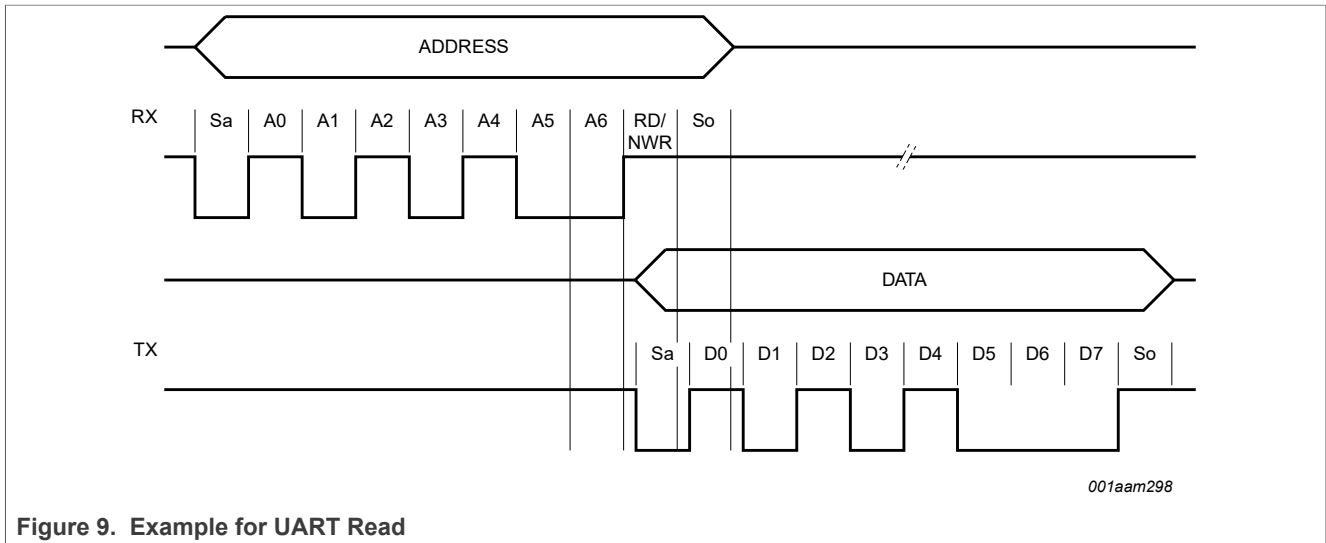 ADDRESS
RX Sa A0 A1 A2 A3 A4 A5 A6 RD/ So
NWR
DATA
TX Sa D0 D1 D2 D3 D4 D5 D6 D7 So
001aam298
Figure 9. Example for UART Read